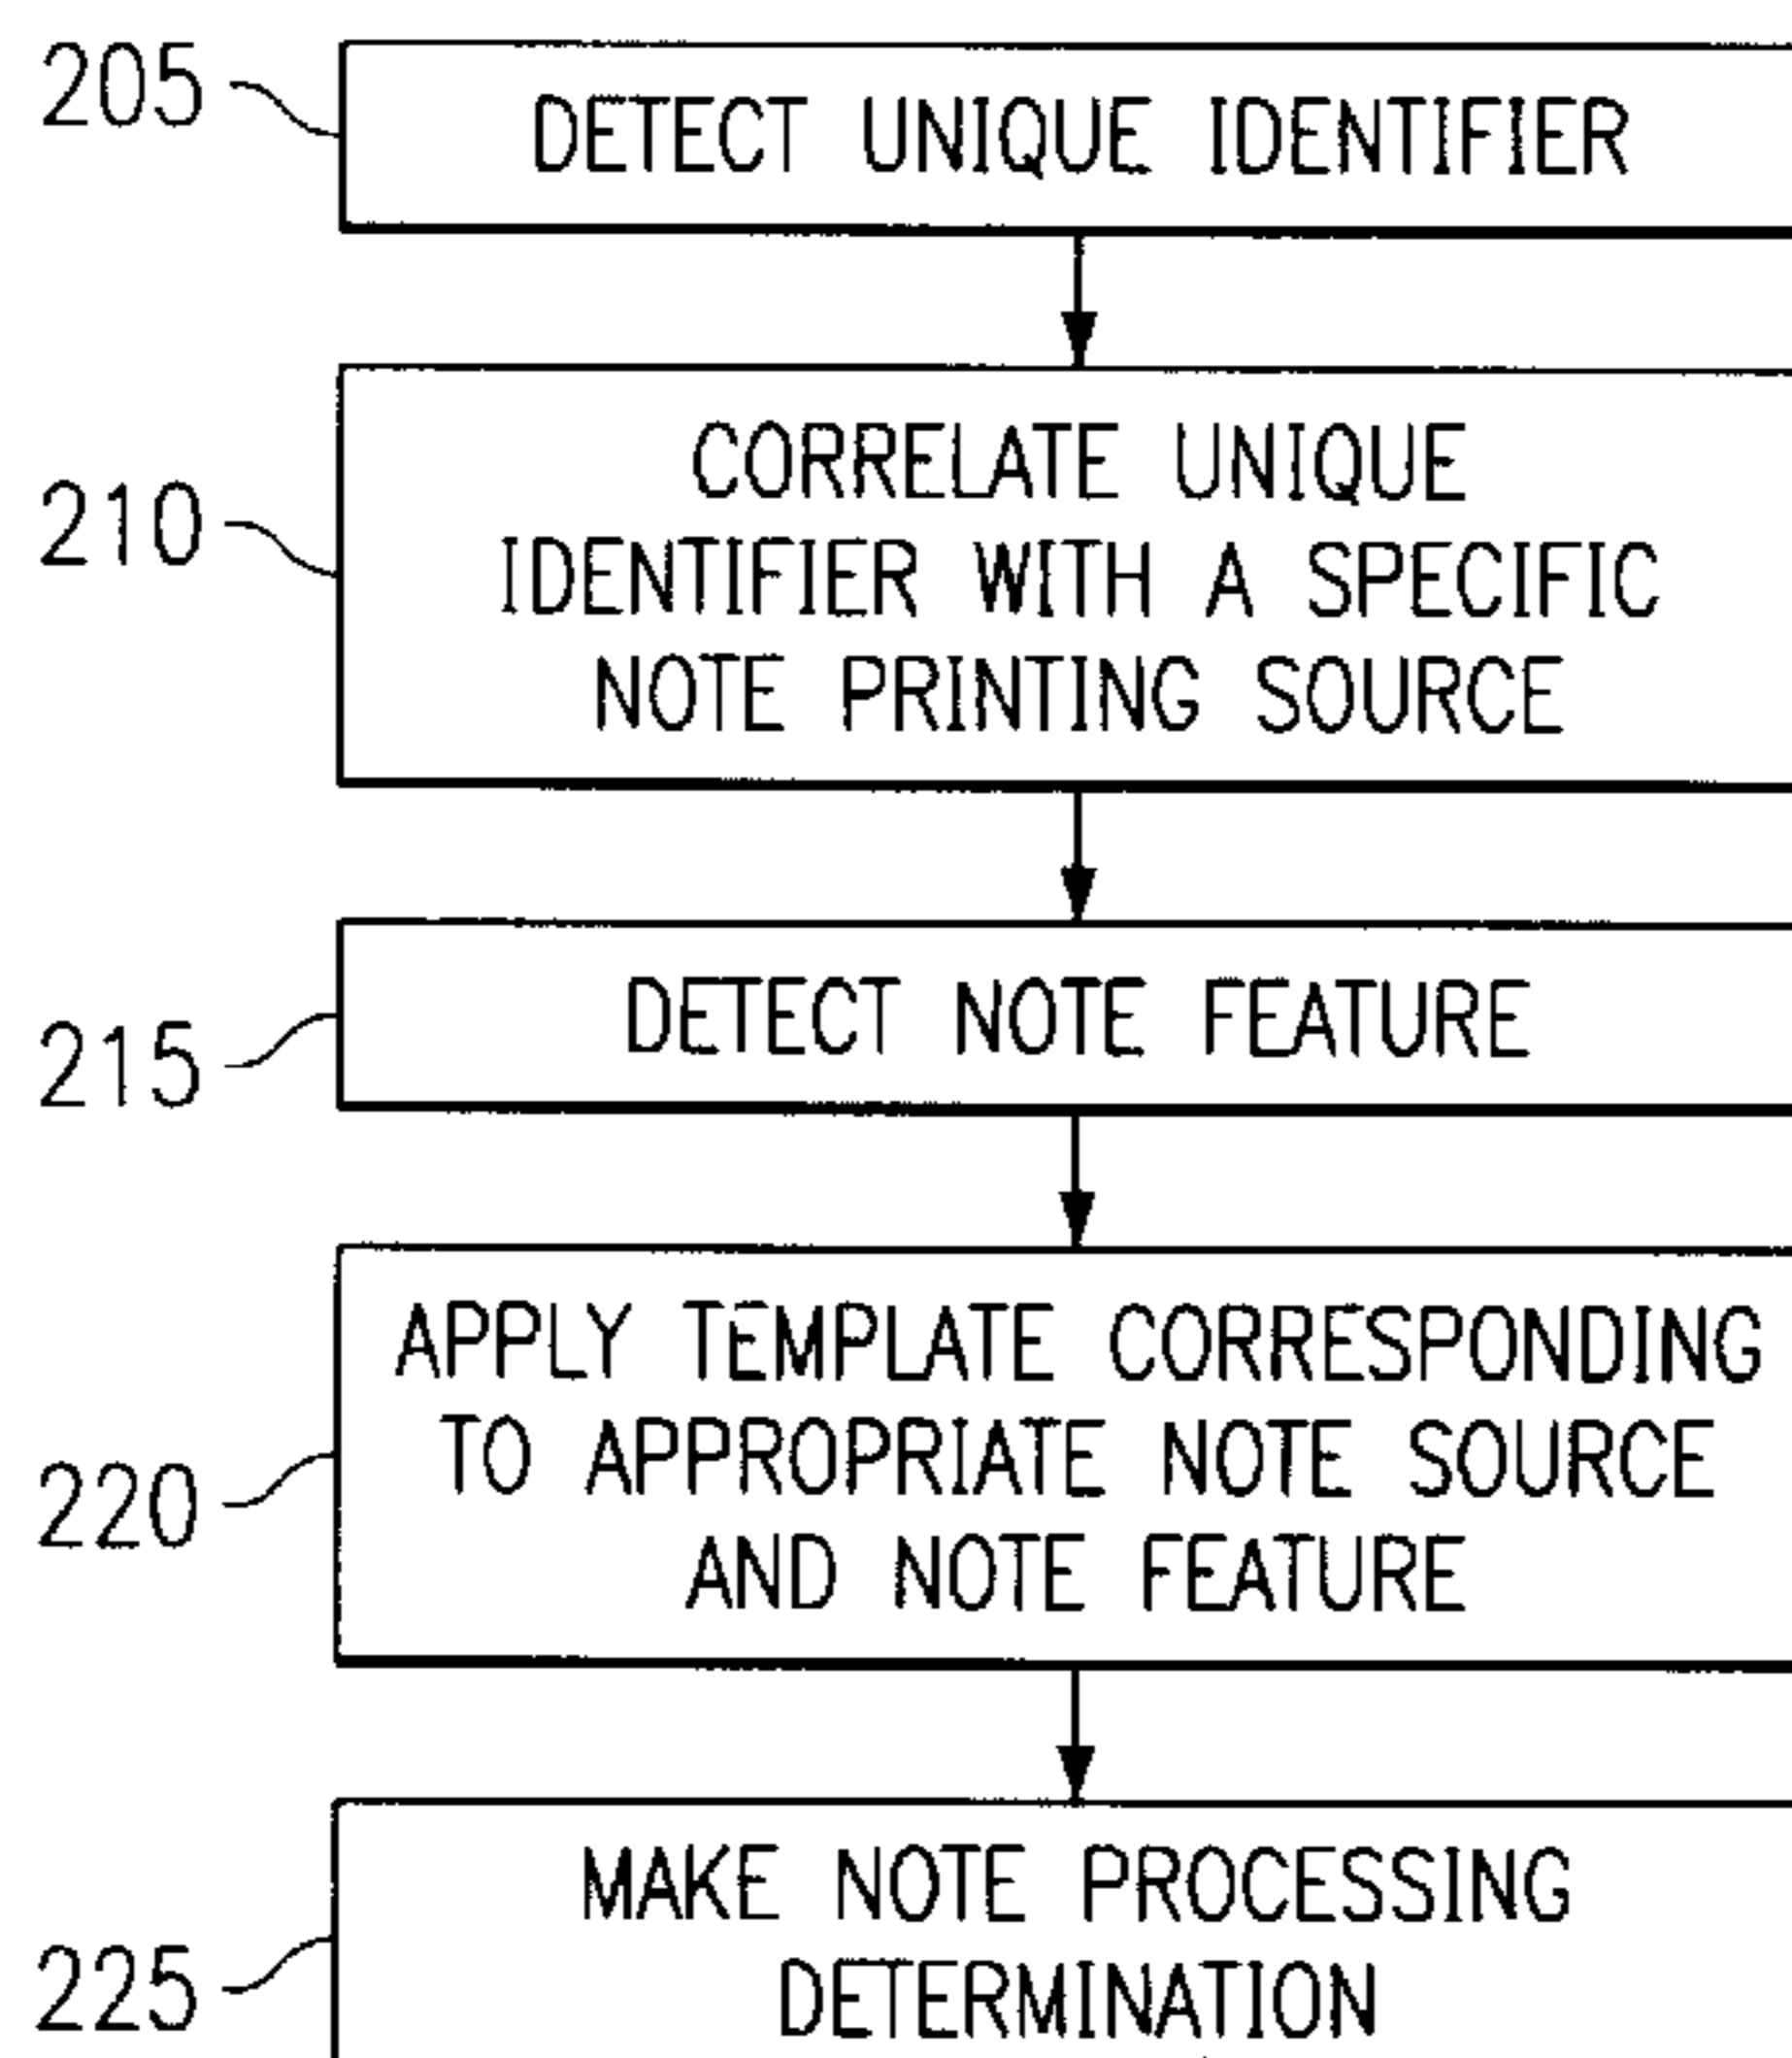 205
DETECT UNIQUE IDENTIFIER
210
CORRELATE UNIQUE
IDENTIFIER WITH A SPECIFIC
NOTE PRINTING SOURCE
215
DETECT NOTE FEATURE
220
APPLY TEMPLATE CORRESPONDING
TO APPROPRIATE NOTE SOURCE
AND NOTE FEATURE
225
MAKE NOTE PROCESSING
DETERMINATION